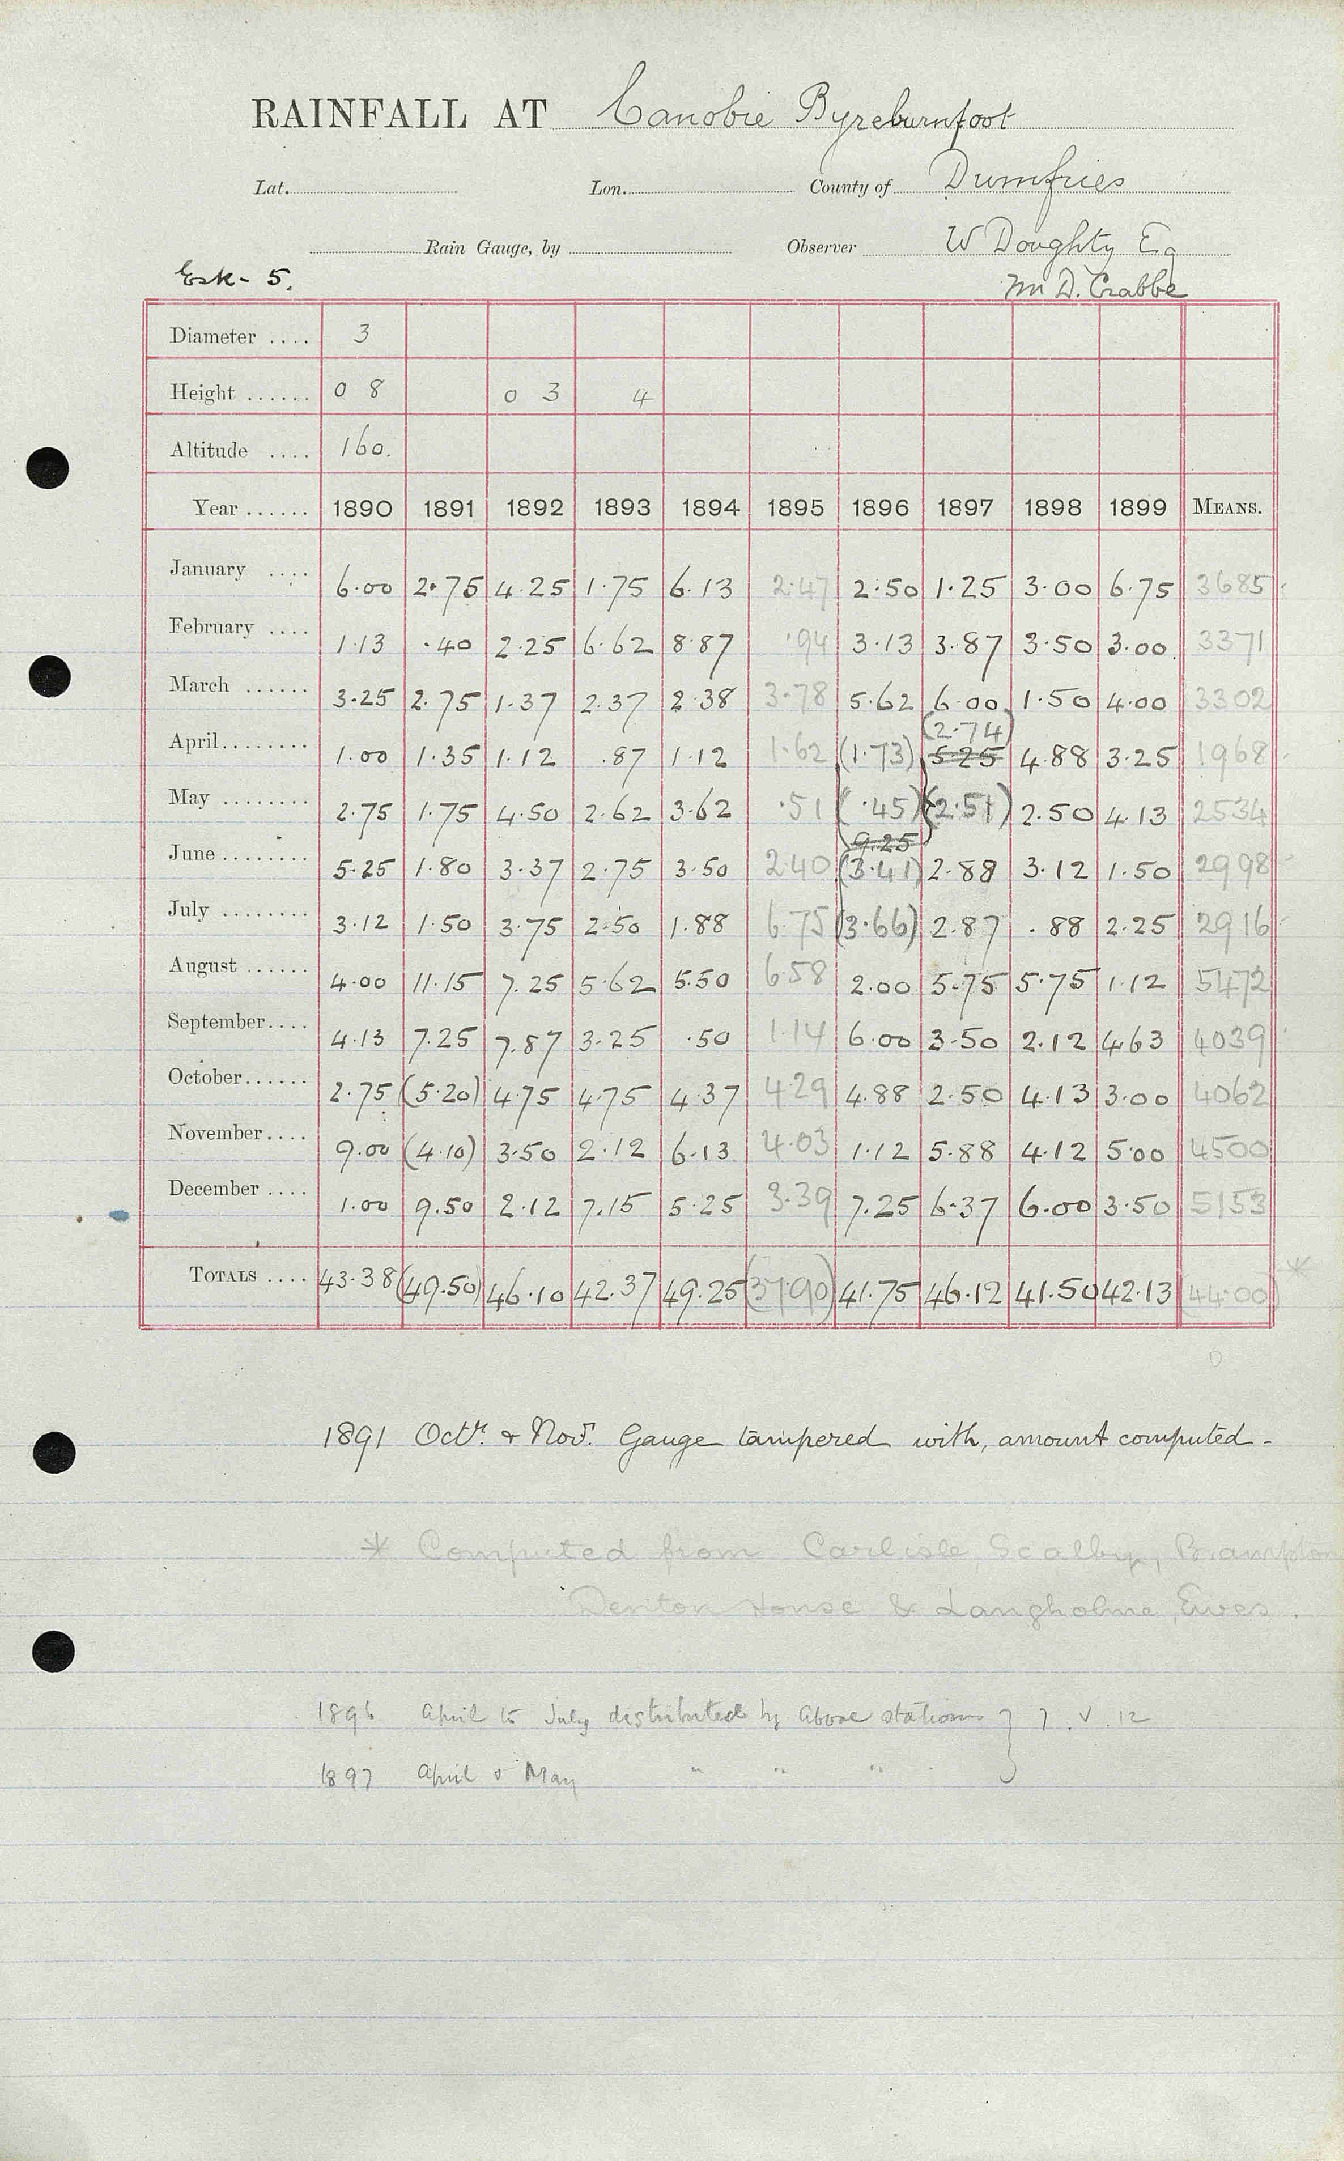 RAINFALL AT Canobie Byreburnfoot
Lat. Lon. County of Dumfries
Rain Gauge, by Observer W Doughty Eq
Esk - 5. Mr D. Crabbe
Diameter .... 3
Height ...... 0 8 0 3 4
Altitude .... 160.
Year ...... 1890 1891 1892 1893 1894 1895 1896 1897 1898 1899 MEANS.
January .... 6.00 2.75 4.25 1.75 6.13 2.47 2.50 1.25 3.00 6.75 3685
February .... 1.13 .40 2.25 6.62 8.87 .94 3.13 3.87 3.50 3.00 3371
March ...... 3.25 2.75 1.37 2.37 2.38 3.78 5.62 6.00 1.50 4.00 3302
(2.74)
April........ 1.00 1.35 1.12 .87 1.12 1.62 (1.73) 5.25 4.88 3.25 1968
May ........ 2.75 1.75 4.50 2.62 3.62 .51 (.45) (2.51) 2.50 4.13 2534
9.25
June........ 5.25 1.80 3.37 2.75 3.50 2.40 (3.41) 2.88 3.12 1.50 2998
July ........ 3.12 1.50 3.75 2.50 1.88 6.75 (3.66) 2.87 .88 2.25 2916
August ...... 4.00 11.15 7.25 5.62 5.50 6.58 2.00 5.75 5.75 1.12 5472
September.... 4.13 7.25 7.87 3.25 .50 1.14 6.00 3.50 2.12 4.63 4039
October...... 2.75 (5.20) 4.75 4.75 4.37 4.29 4.88 2.50 4.13 3.00 4062
November.... 9.00 (4.10) 3.50 2.12 6.13 4.03 1.12 5.88 4.12 5.00 4500
December .... 1.00 9.50 2.12 7.15 5.25 3.39 7.25 6.37 6.00 3.50 5153
TOTALS .... 43.38 (49.50) 46.10 42.37 49.25 (37.90) 41.75 46.12 41.50 42.13 (44.00) *
1891 Octr. & Novr. Gauge tampered with, amount computed -
* Computed from Carlisle, Scalby, Brampton
Denton House & Langholme, Ewes.
1896 April to July distributed by above stations } 7.V.12
1897 April & May " " "